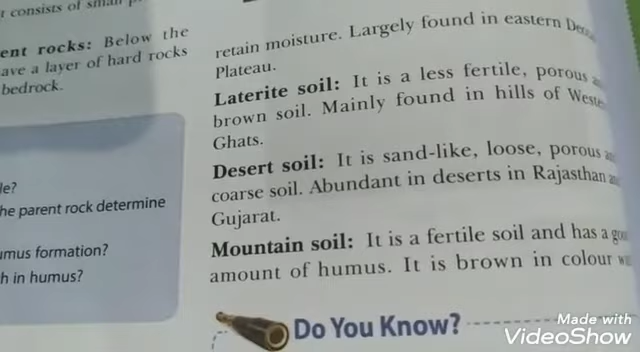 t consists of small
ent rocks: Below the
ave a layer of hard rocks
bedrock.
le?
he parent rock determine
umus formation?
h in humus?
retain moisture. Largely found in eastern
Plateau.
Laterite soil: It is a less fertile, porous
brown soil. Mainly found in hills of
Ghats.
Desert soil: It is sand-like, loose, porous
coarse soil. Abundant in deserts in Rajasthan
Gujarat.
Mountain soil: It is a fertile soil and has a
amount of humus. It is brown in colour
Do You Know?
Made with
VideoShow